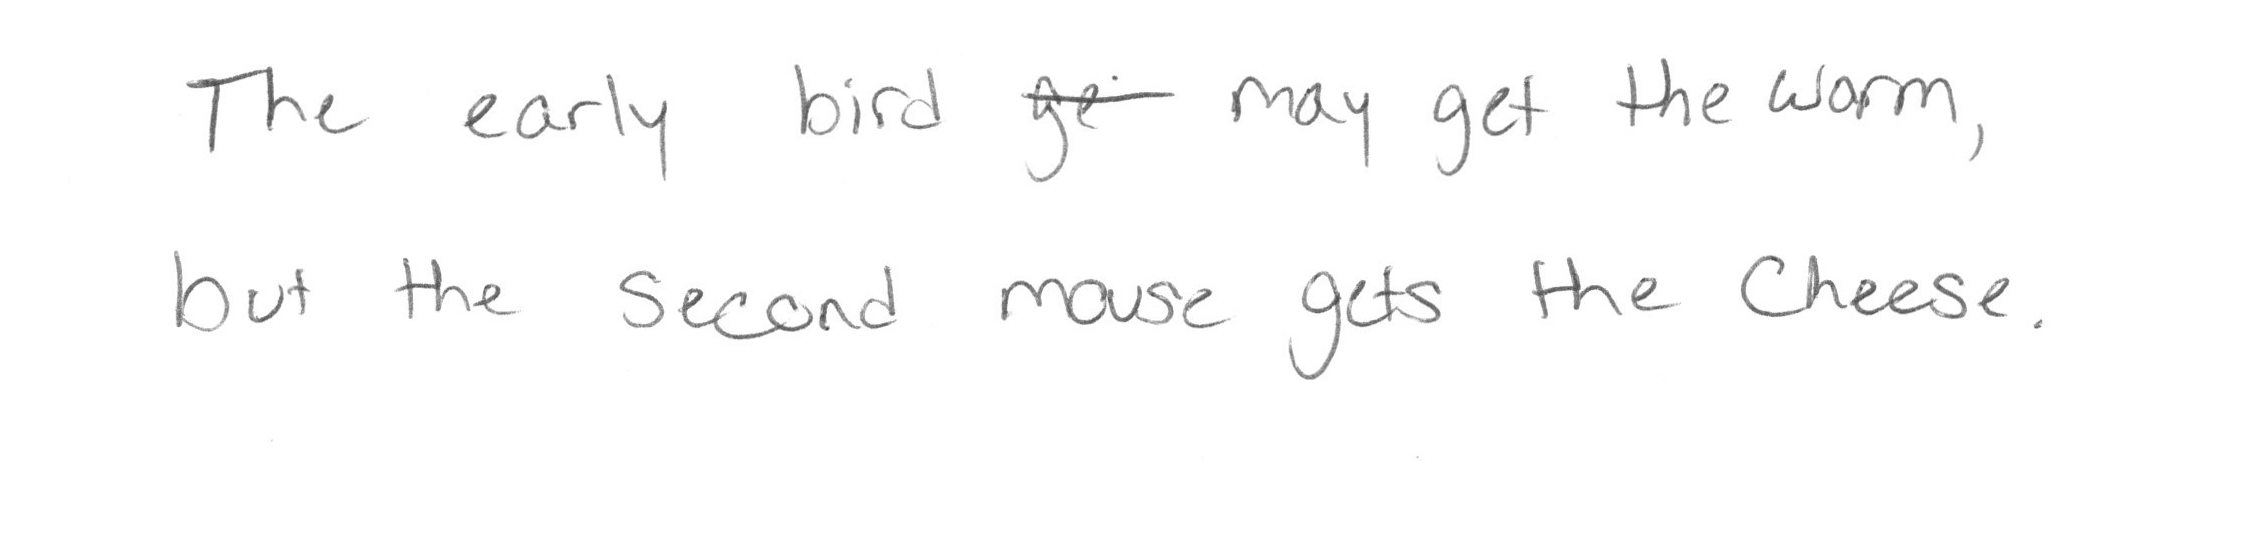 The early bird ge may get the worm,
but the second mouse gets the Cheese.